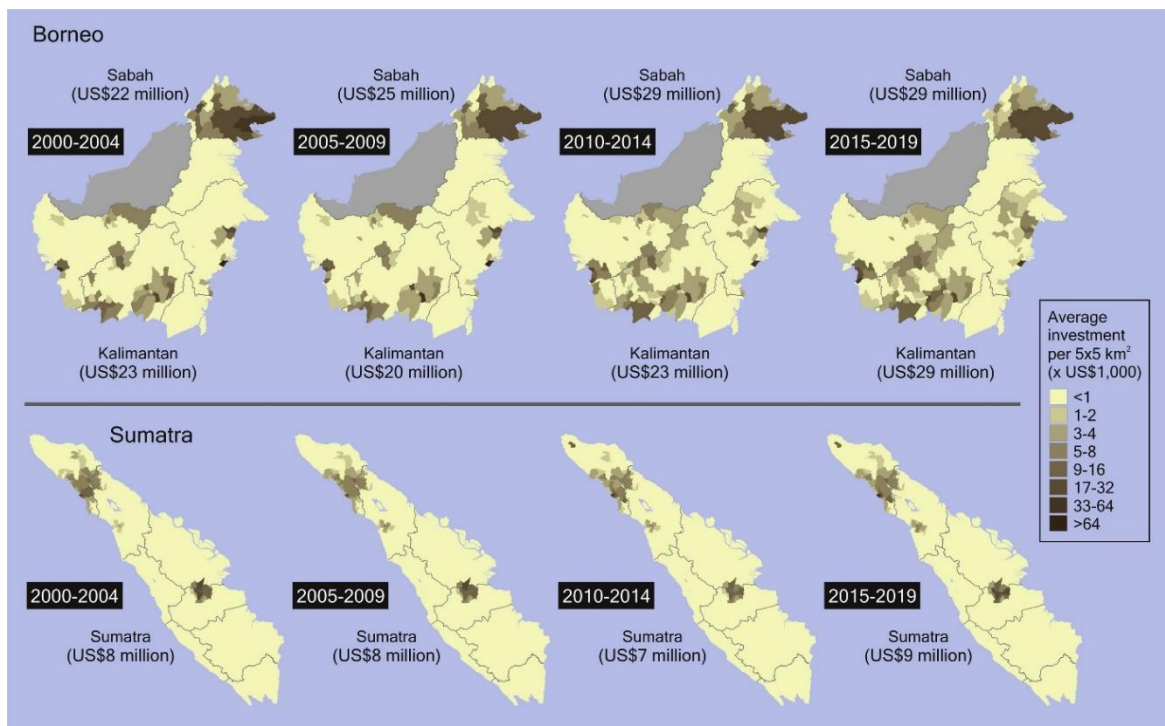 Borneo
Sabah
(US$22 million)
Sabah
(US$25 million)
Sabah
(US$29 million)
Sabah
(US$29 million)
2000-2004
2005-2009
2010-2014
2015-2019
Kalimantan
(US$23 million)
Kalimantan
(US$20 million)
Kalimantan
(US$23 million)
Kalimantan
(US$29 million)
Average
investment
per 5x5 km²
(x US$1,000)
<1
1-2
3-4
5-8
9-16
17-32
33-64
>64
Sumatra
2000-2004
2005-2009
2010-2014
2015-2019
Sumatra
(US$8 million)
Sumatra
(US$8 million)
Sumatra
(US$7 million)
Sumatra
(US$9 million)